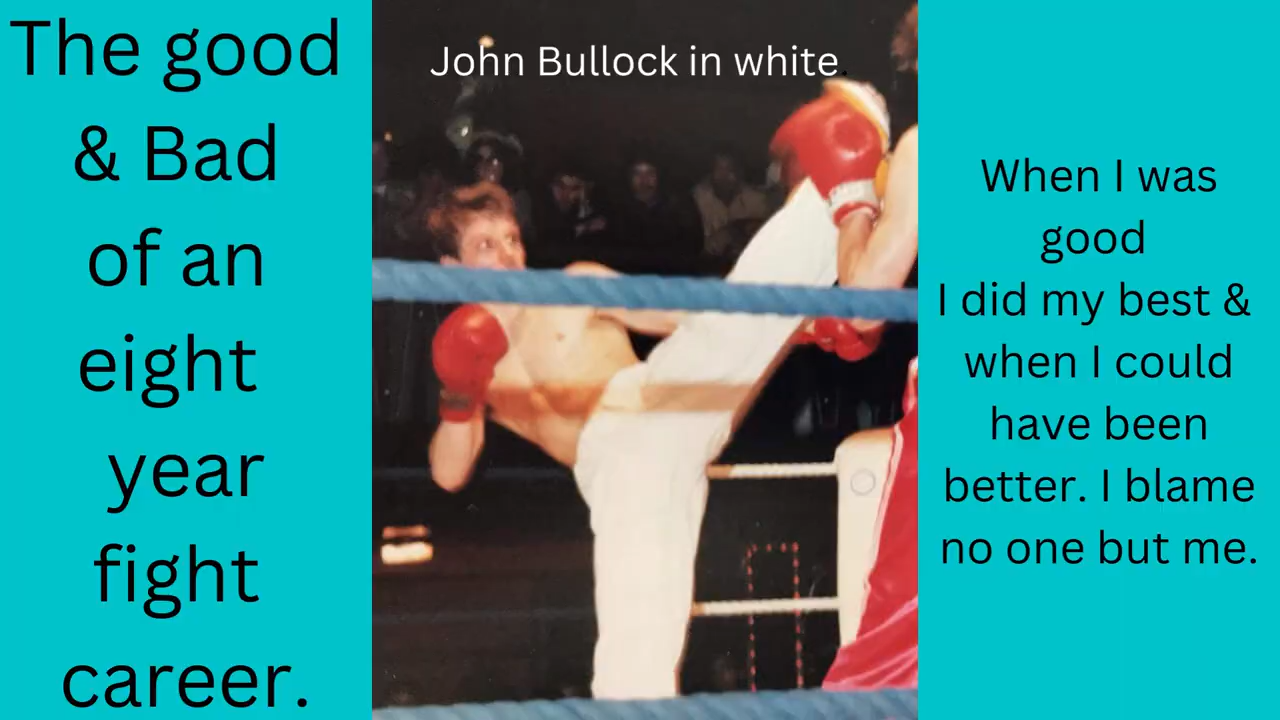 The good
& Bad
of an
eight
year
fight
career.
John Bullock in white.
When I was
good
I did my best &
when I could
have been
better. I blame
no one but me.